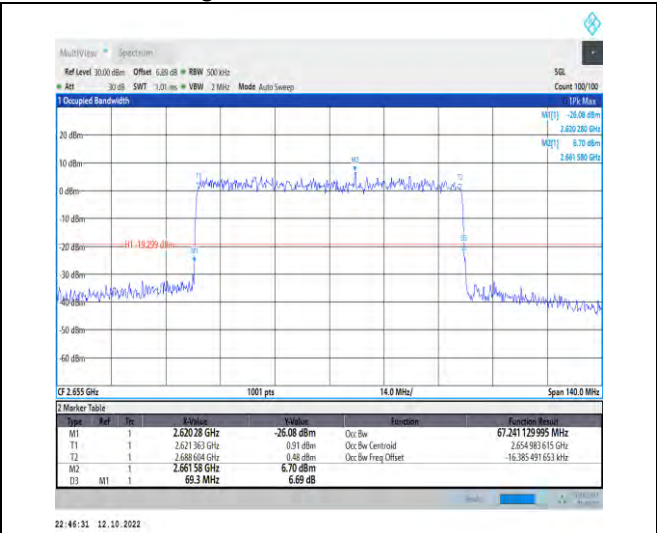 MultiView Spectrum
Ref Level 30.00 dBm Offset 6.89 dB RBW 500 kHz SGL
Att 30 dB SWT 1.01 ms VBW 2 MHz Mode Auto Sweep Count 100/100
1 Occupied Bandwidth 1Pk Max
M1[1] -26.08 dBm
2.620 280 GHz
M2[1] 6.70 dBm
2.661 580 GHz
20 dBm
10 dBm
M2
T1
T2
0 dBm
-10 dBm
-20 dBm
H1 -19.299 dBm
M1
-30 dBm
-40 dBm
-50 dBm
-60 dBm
CF 2.655 GHz 1001 pts 14.0 MHz/ Span 140.0 MHz
2 Marker Table
Type Ref Trc X-Value Y-Value Function Function Result
M1 1 2.620 28 GHz -26.08 dBm Occ Bw 67.241 129 995 MHz
T1 1 2.621 363 GHz 0.91 dBm Occ Bw Centroid 2.654 983 615 GHz
T2 1 2.688 604 GHz 0.48 dBm Occ Bw Freq Offset -16.385 491 653 kHz
M2 1 2.661 58 GHz 6.70 dBm
D3 M1 1 69.3 MHz 6.69 dB
22:46:31 12.10.2022